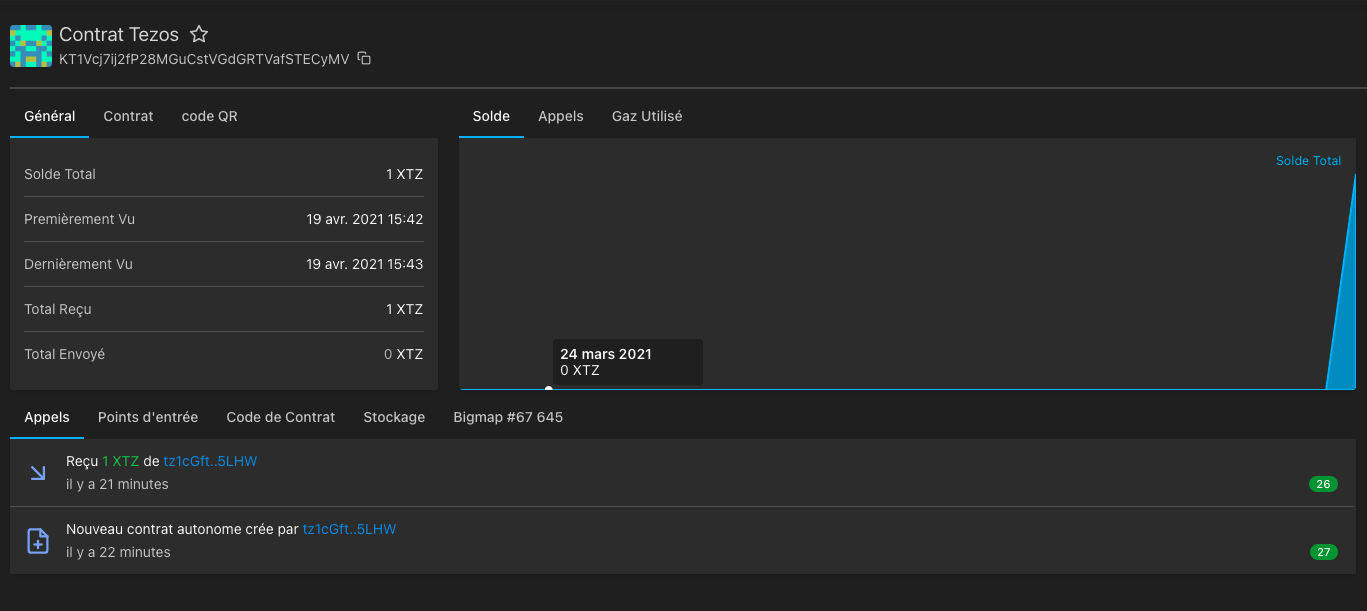 Contrat Tezos
KT1Vcj7ij2fP28MGuCstVGdGRTVafSTECyMV
Général Contrat code QR
Solde Total 1 XTZ
Premièrement Vu 19 avr. 2021 15:42
Dernièrement Vu 19 avr. 2021 15:43
Total Reçu 1 XTZ
Total Envoyé 0 XTZ
Solde Appels Gaz Utilisé
Solde Total
24 mars 2021
0 XTZ
Appels Points d'entrée Code de Contrat Stockage Bigmap #67 645
Reçu 1 XTZ de tz1cGft..5LHW
il y a 21 minutes
26
Nouveau contrat autonome crée par tz1cGft..5LHW
il y a 22 minutes
27